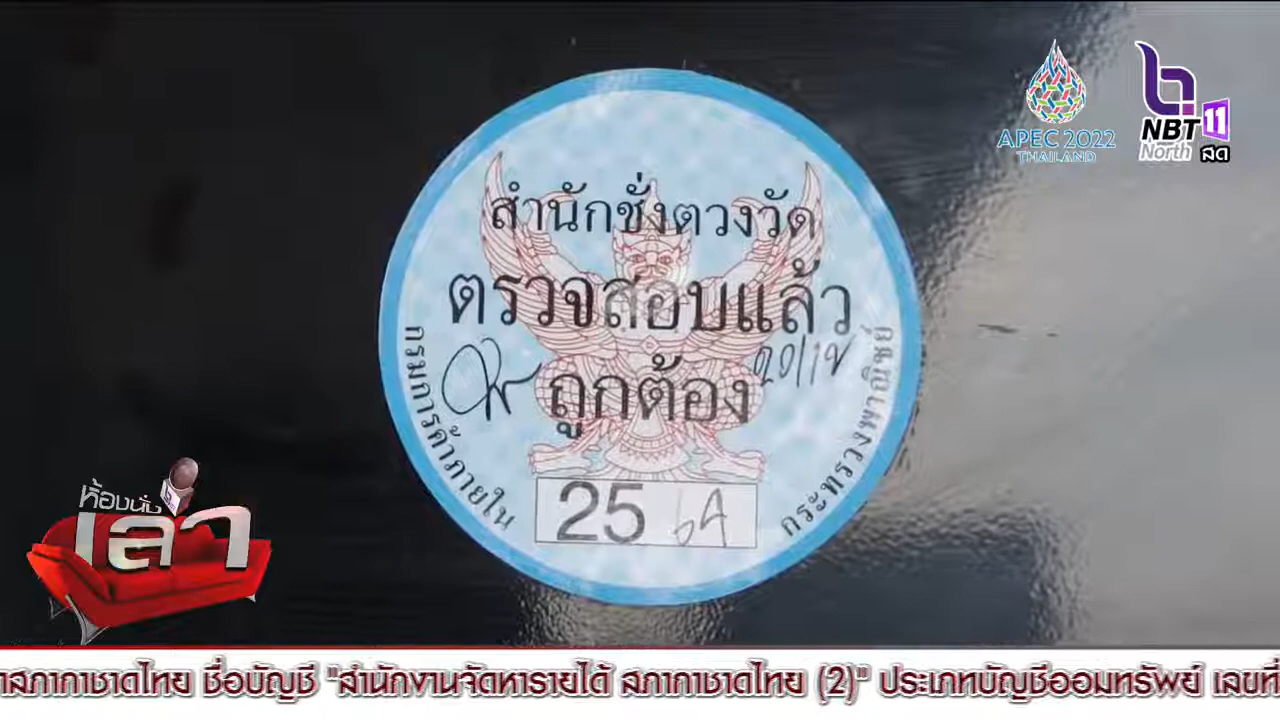 APEC 2022
THAILAND
NBT 11
North สด
สำนักชั่งตวงวัด
ตรวจสอบแล้ว
ถูกต้อง
กรมการค้าภายใน
กระทรวงพาณิชย์
25
ห้องนั่ง
เล่า
าสภากาชาดไทย ชื่อบัญชี "สำนักงานจัดหารายได้ สภากาชาดไทย (2)" ประเภทบัญชีออมทรัพย์ เลขที่